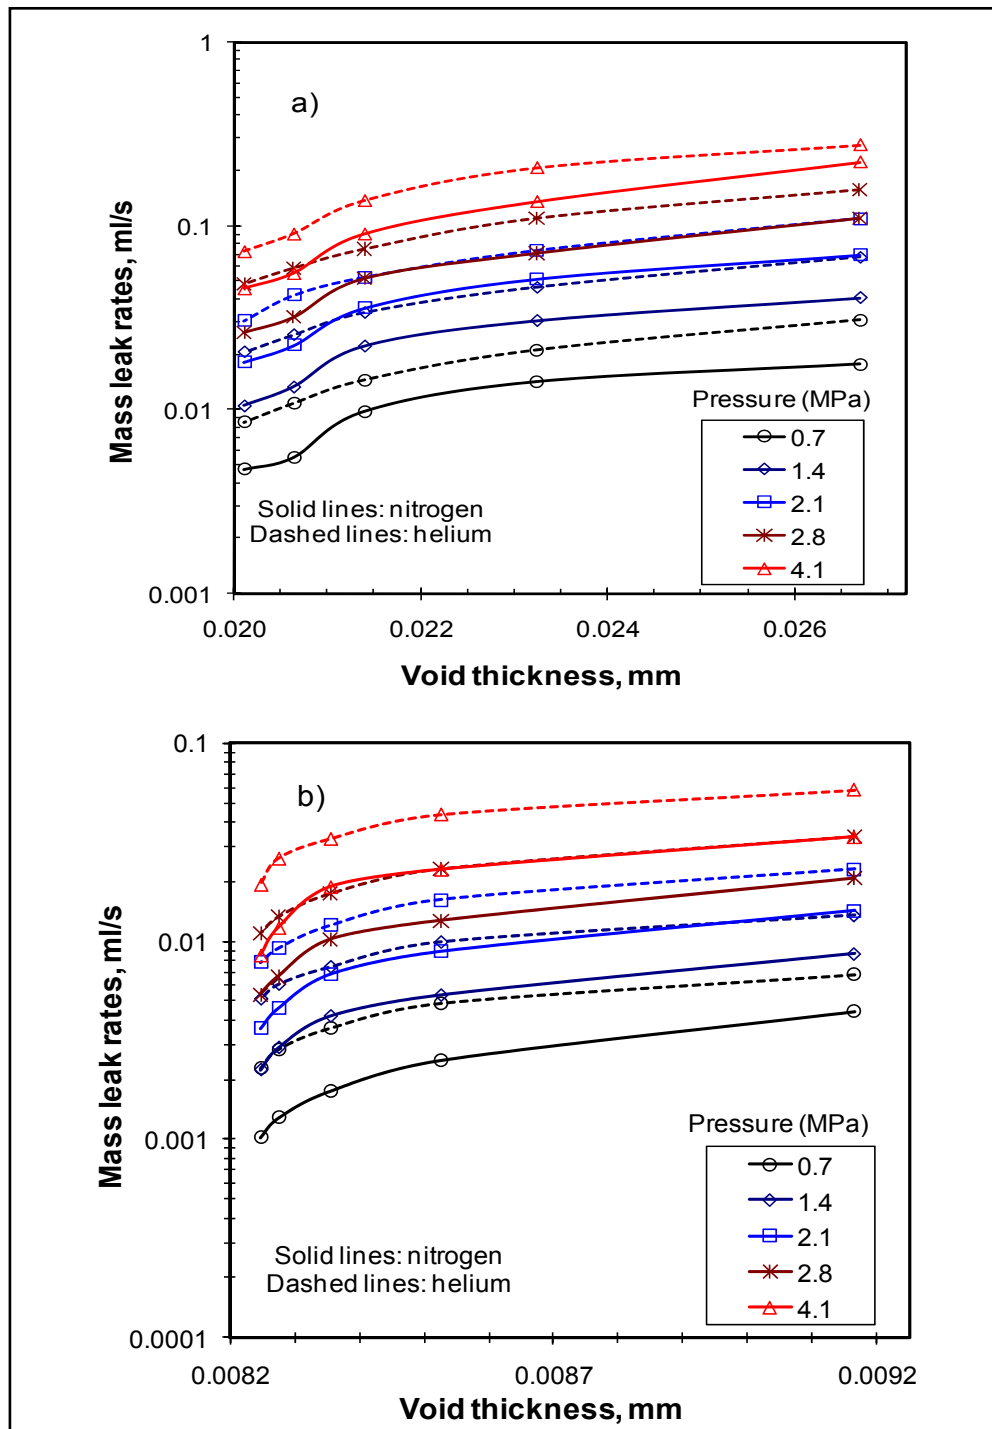 a)
1
0.1
0.01
0.001
Mass leak rates, ml/s
Pressure (MPa)
0.7
1.4
2.1
2.8
4.1
Solid lines: nitrogen
Dashed lines: helium
0.020
0.022
0.024
0.026
Void thickness, mm
b)
0.1
0.01
0.001
0.0001
Mass leak rates, ml/s
Pressure (MPa)
0.7
1.4
2.1
2.8
4.1
Solid lines: nitrogen
Dashed lines: helium
0.0082
0.0087
0.0092
Void thickness, mm